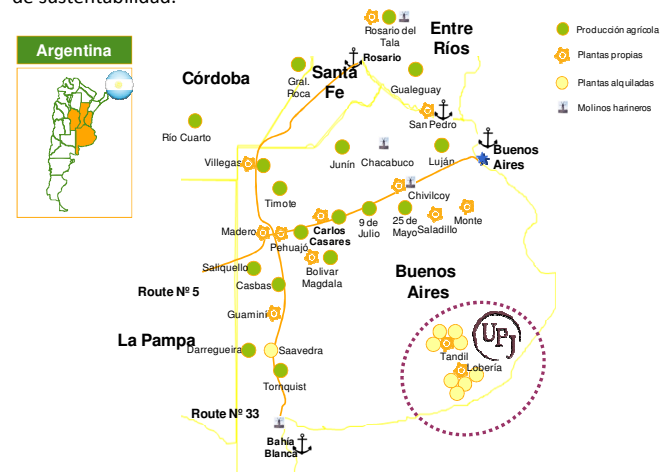 de sustentabilidad.
Argentina
Rosario del
Tala
Entre
Ríos
Producción agrícola
Plantas propias
Plantas alquiladas
Molinos harineros
Córdoba
Gral.
Roca
Santa
Fe
Rosario
Gualeguay
San Pedro
Río Cuarto
Villegas
Junín
Chacabuco
Luján
Buenos
Aires
Timote
Chivilcoy
Madero
Pehuajó
Carlos
Casares
9 de
Julio
25 de
Mayo
Saladillo
Monte
Saliquello
Bolivar
Magdala
Route Nº 5
Casbas
Buenos
Aires
Guaminí
La Pampa
Darregueira
Saavedra
UPJ
Tandil
Lobería
Tornquist
Route Nº 33
Bahía
Blanca